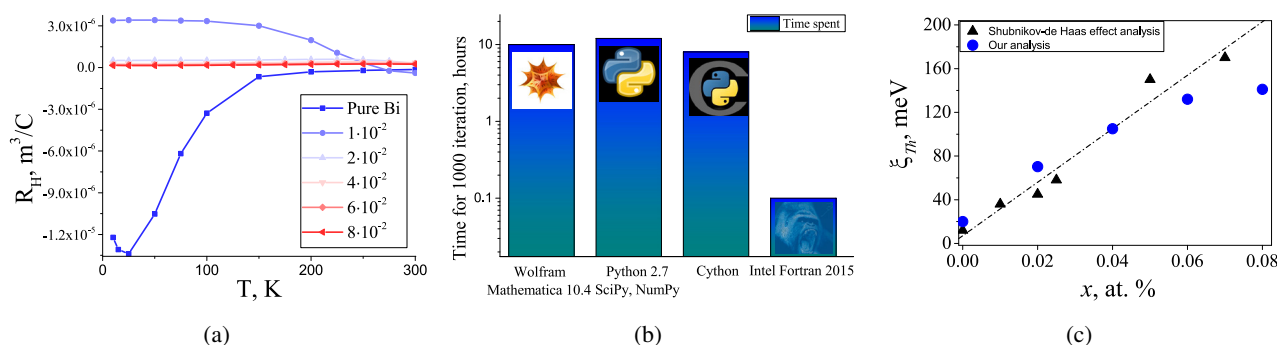 3.0x10⁻⁶
0.0
-3.0x10⁻⁶
-6.0x10⁻⁶
-9.0x10⁻⁶
-1.2x10⁻⁵
R_H, m³/C
0
100
200
300
T, K
Pure Bi
1·10⁻²
2·10⁻²
4·10⁻²
6·10⁻²
8·10⁻²
(a)
Time for 1000 iteration, hours
10
1
0.1
Time spent
Wolfram
Mathematica 10.4
Python 2.7
SciPy, NumPy
Cython
Intel Fortran 2015
(b)
ξ_Th, meV
200
160
120
80
40
0
Shubnikov-de Haas effect analysis
Our analysis
0.00
0.02
0.04
0.06
0.08
x, at. %
(c)